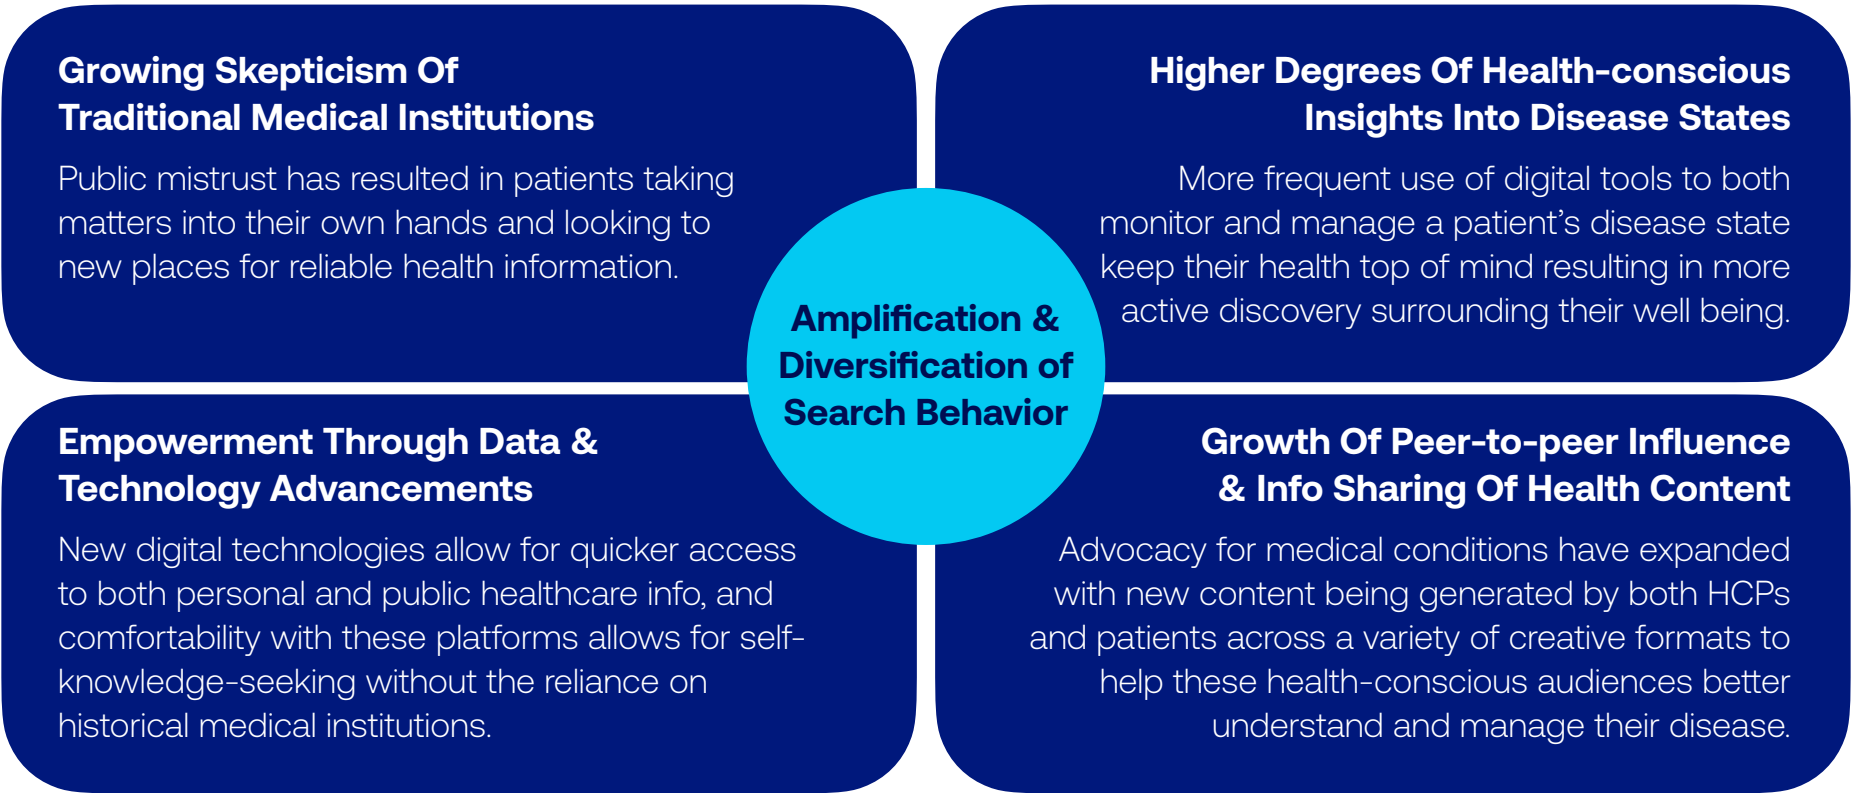 Growing Skepticism Of
Traditional Medical Institutions
Public mistrust has resulted in patients taking
matters into their own hands and looking to
new places for reliable health information.
Higher Degrees Of Health-conscious
Insights Into Disease States
More frequent use of digital tools to both
monitor and manage a patient’s disease state
keep their health top of mind resulting in more
active discovery surrounding their well being.
Amplification &
Diversification of
Search Behavior
Empowerment Through Data &
Technology Advancements
New digital technologies allow for quicker access
to both personal and public healthcare info, and
comfortability with these platforms allows for self-
knowledge-seeking without the reliance on
historical medical institutions.
Growth Of Peer-to-peer Influence
& Info Sharing Of Health Content
Advocacy for medical conditions have expanded
with new content being generated by both HCPs
and patients across a variety of creative formats to
help these health-conscious audiences better
understand and manage their disease.